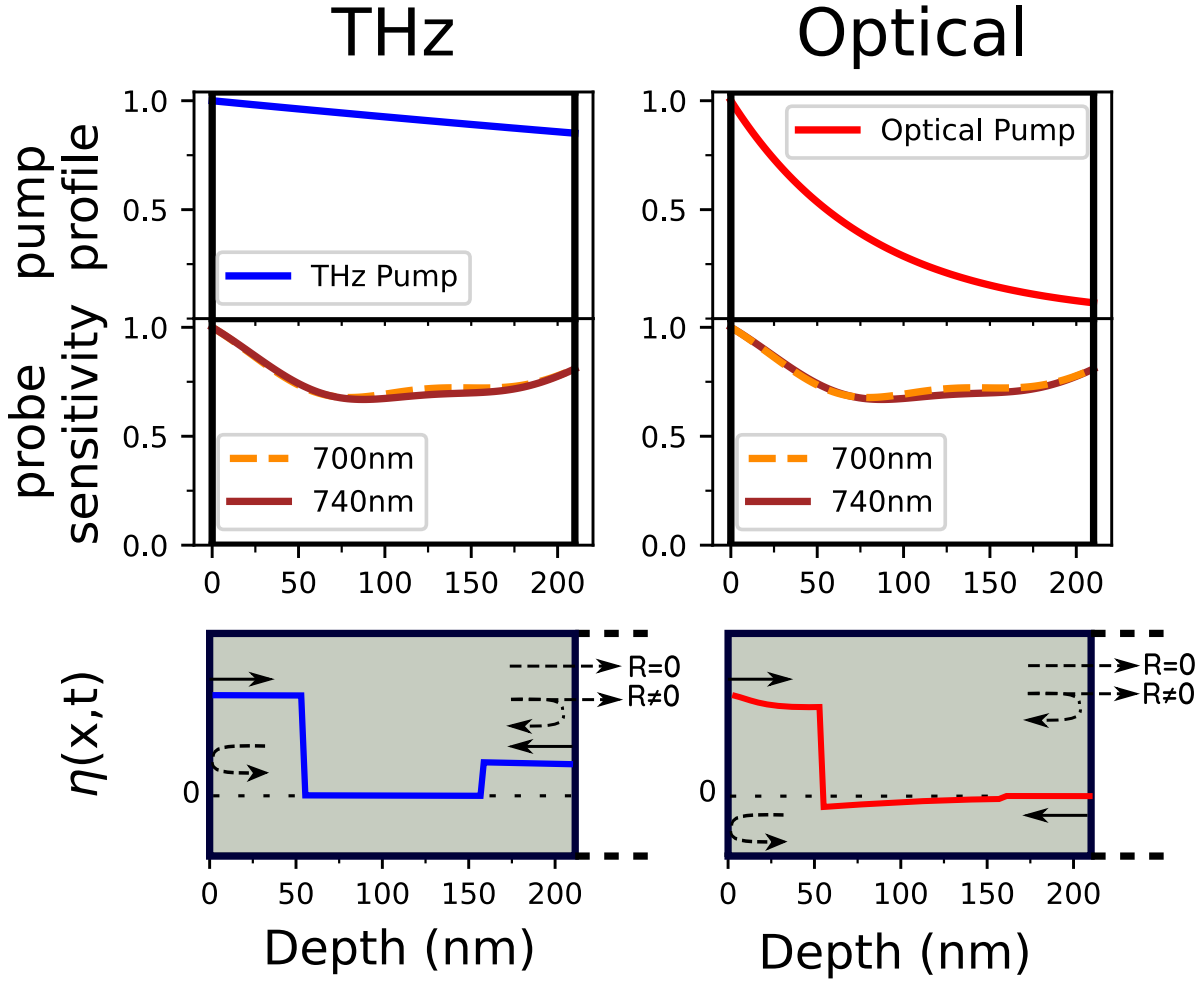 THz
Optical
pump
profile
1.0
0.5
THz Pump
1.0
0.5
Optical Pump
probe
sensitivity
1.0
0.5
0.0
700nm
740nm
0 50 100 150 200
1.0
0.5
0.0
700nm
740nm
0 50 100 150 200
η(x,t)
0
R=0
R≠0
0 50 100 150 200
Depth (nm)
0
R=0
R≠0
0 50 100 150 200
Depth (nm)